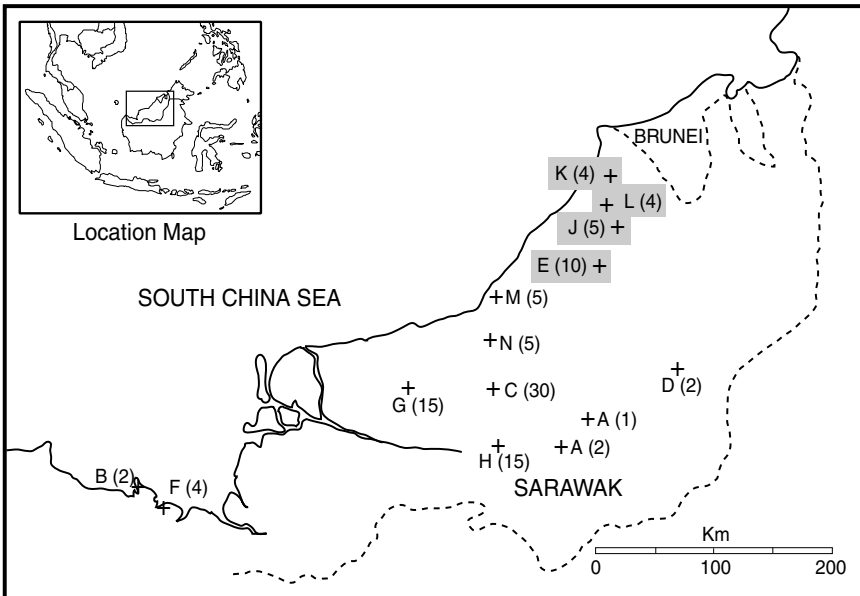 BRUNEI
K (4)
L (4)
J (5)
Location Map
E (10)
SOUTH CHINA SEA
M (5)
N (5)
D (2)
C (30)
G (15)
A (1)
A (2)
H (15)
B (2)
F (4)
SARAWAK
Km
0 100 200